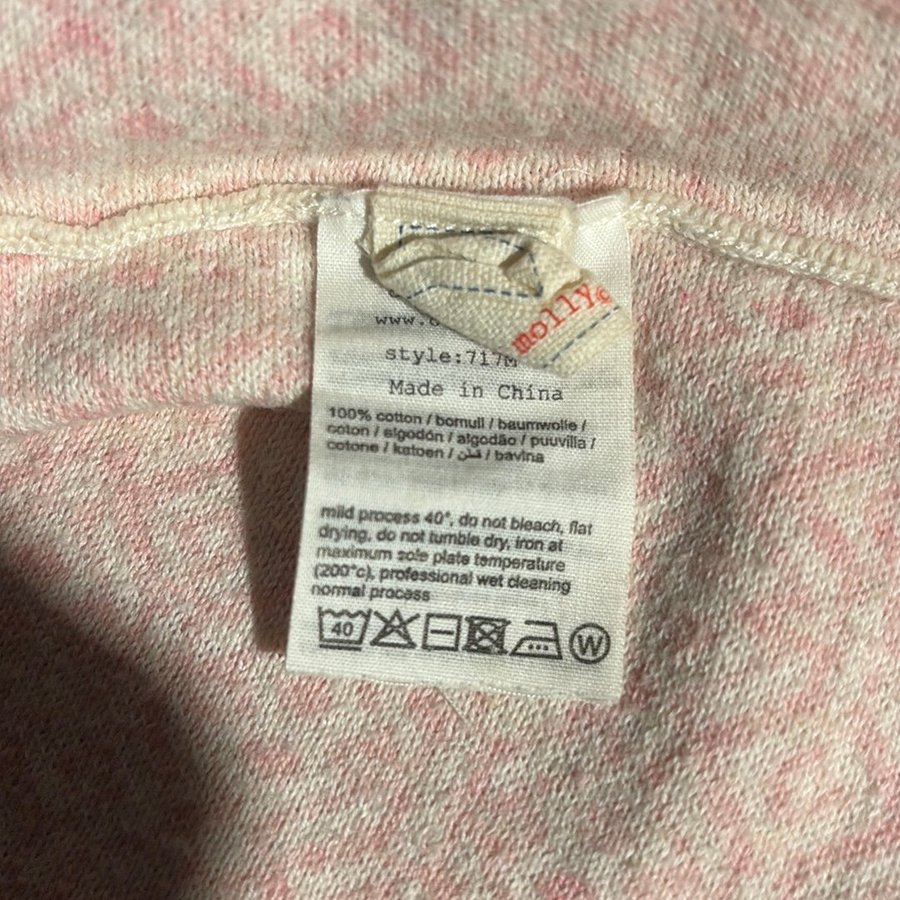 molly
www.
style:717M
Made in China
100% cotton / bomull / baumwolle /
coton / algodón / algodão / puuvilla /
cotone / katoen / قطن / bavlna
mild process 40°, do not bleach, flat
drying, do not tumble dry, iron at
maximum sole plate temperature
(200°c), professional wet cleaning
normal process
40 W